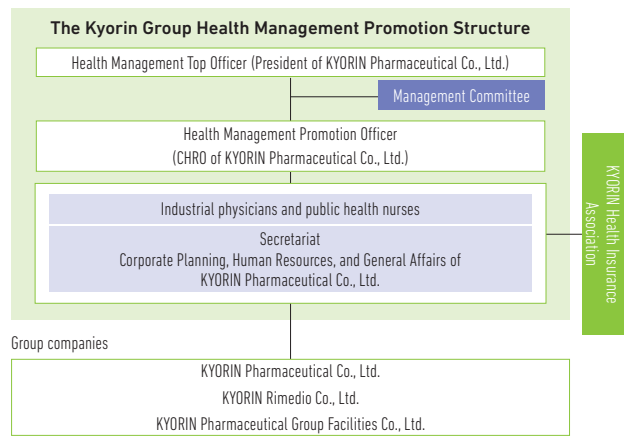 The Kyorin Group Health Management Promotion Structure
Health Management Top Officer (President of KYORIN Pharmaceutical Co., Ltd.)
Management Committee
Health Management Promotion Officer
(CHRO of KYORIN Pharmaceutical Co., Ltd.)
Industrial physicians and public health nurses
Secretariat
Corporate Planning, Human Resources, and General Affairs of
KYORIN Pharmaceutical Co., Ltd.
KYORIN Health Insurance
Association
Group companies
KYORIN Pharmaceutical Co., Ltd.
KYORIN Rimedio Co., Ltd.
KYORIN Pharmaceutical Group Facilities Co., Ltd.